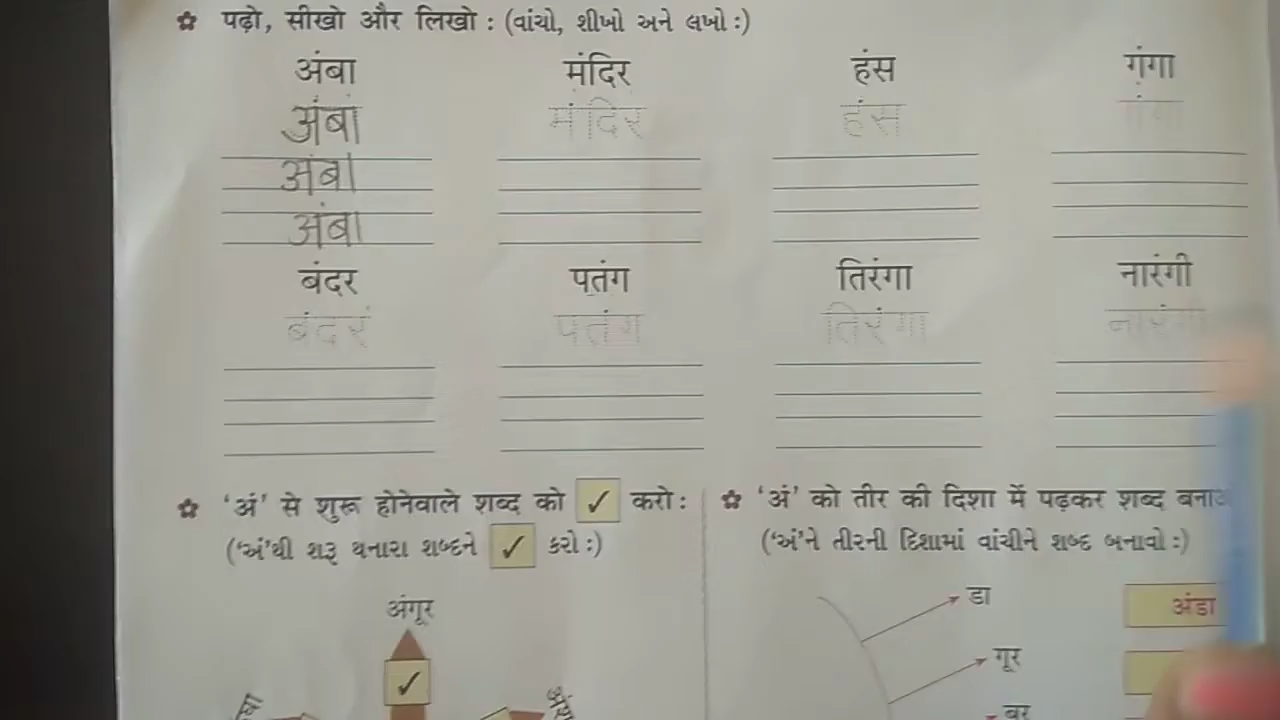 पढ़ो, सीखो और लिखो : (વાંચો, શીખો અને લખો :)
अंबा मंदिर हंस गंगा
अंबा मंदिर हंस गंगा
अंबा
अंबा
बंदर पतंग तिरंगा नारंगी
बंदर पतंग तिरंगा नारंगी
'अं' से शुरू होनेवाले शब्द को ✓ करो :
('અં'થી શરૂ થનારા શબ્દને ✓ કરો :)
अंगूर
✓
'अं' को तीर की दिशा में पढ़कर शब्द
('અં'ને તીરની દિશામાં વાંચીને શબ્દ બનાવો :)
डा अंडा
गूर
बर